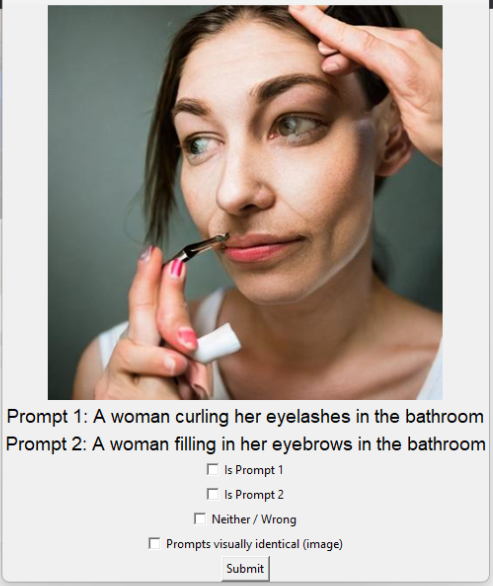 Prompt 1: A woman curling her eyelashes in the bathroom
Prompt 2: A woman filling in her eyebrows in the bathroom
Is Prompt 1
Is Prompt 2
Neither / Wrong
Prompts visually identical (image)
Submit